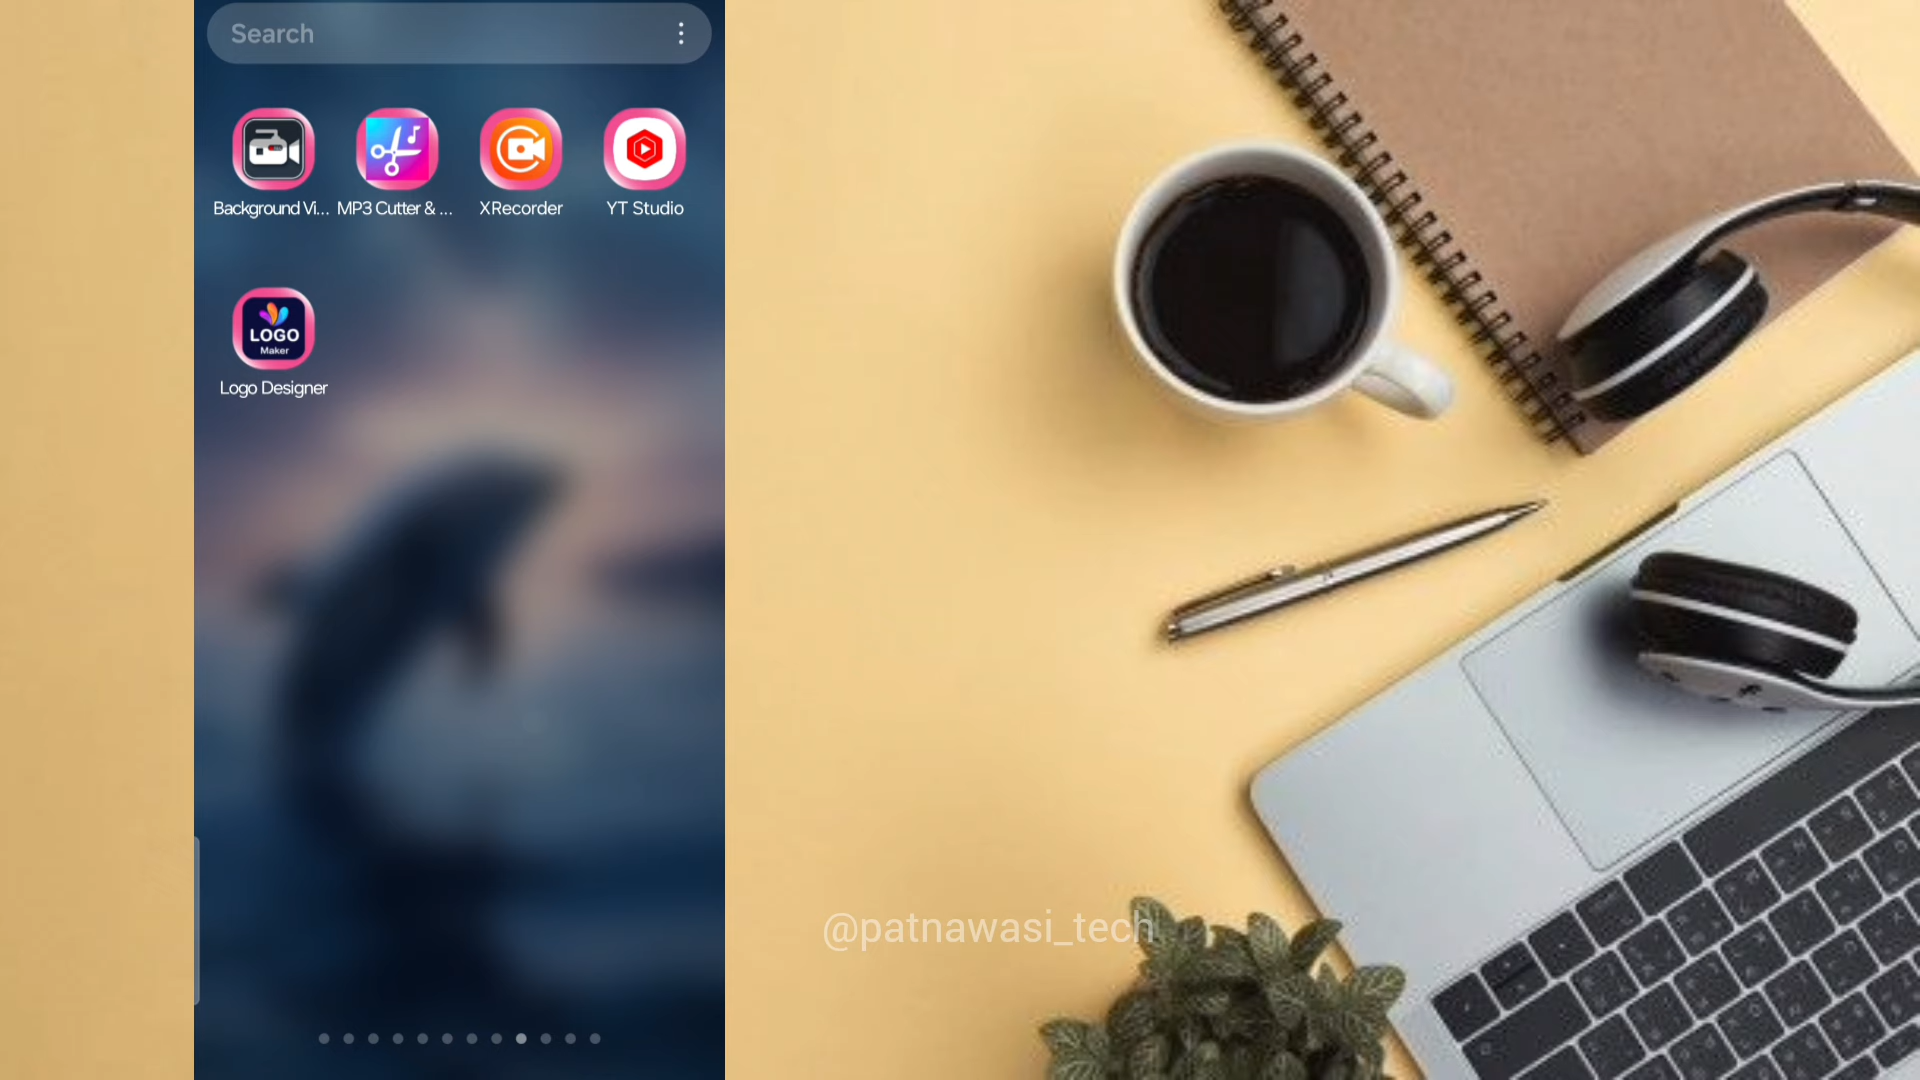 Search
Background Vi...
MP3 Cutter & ...
XRecorder
YT Studio
LOGO
Maker
Logo Designer
@patnawasi_tech